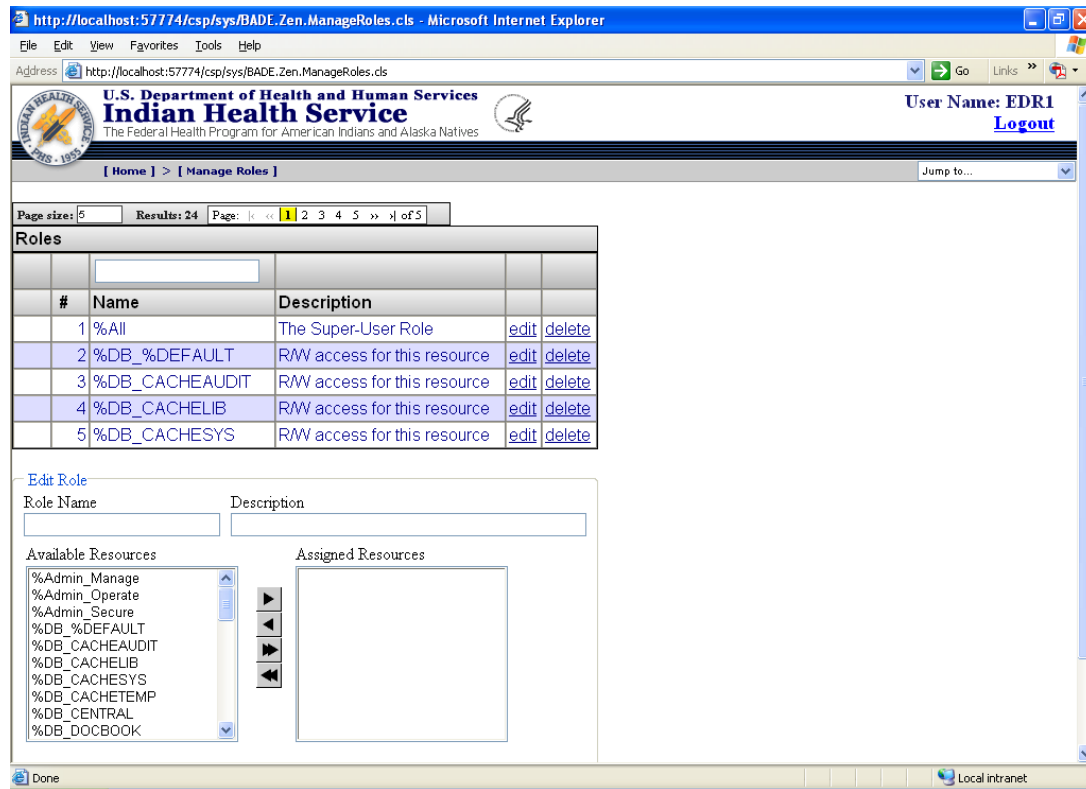 http://localhost:57774/csp/sys/BADE.Zen.ManageRoles.cls - Microsoft Internet Explorer
File Edit View Favorites Tools Help
Address http://localhost:57774/csp/sys/BADE.Zen.ManageRoles.cls Go Links »
U.S. Department of Health and Human Services
Indian Health Service
The Federal Health Program for American Indians and Alaska Natives
INDIAN HEALTH SERVICE
PHS - 1955
User Name: EDR1
Logout
[ Home ] > [ Manage Roles ] Jump to...
Page size: 5 Results: 24 Page: |‹ ‹‹ 1 2 3 4 5 ›› ›| of 5
Roles
# Name Description
1 %All The Super-User Role edit delete
2 %DB_%DEFAULT R/W access for this resource edit delete
3 %DB_CACHEAUDIT R/W access for this resource edit delete
4 %DB_CACHELIB R/W access for this resource edit delete
5 %DB_CACHESYS R/W access for this resource edit delete
Edit Role
Role Name Description
Available Resources Assigned Resources
%Admin_Manage
%Admin_Operate
%Admin_Secure
%DB_%DEFAULT
%DB_CACHEAUDIT
%DB_CACHELIB
%DB_CACHESYS
%DB_CACHETEMP
%DB_CENTRAL
%DB_DOCBOOK
Done Local intranet